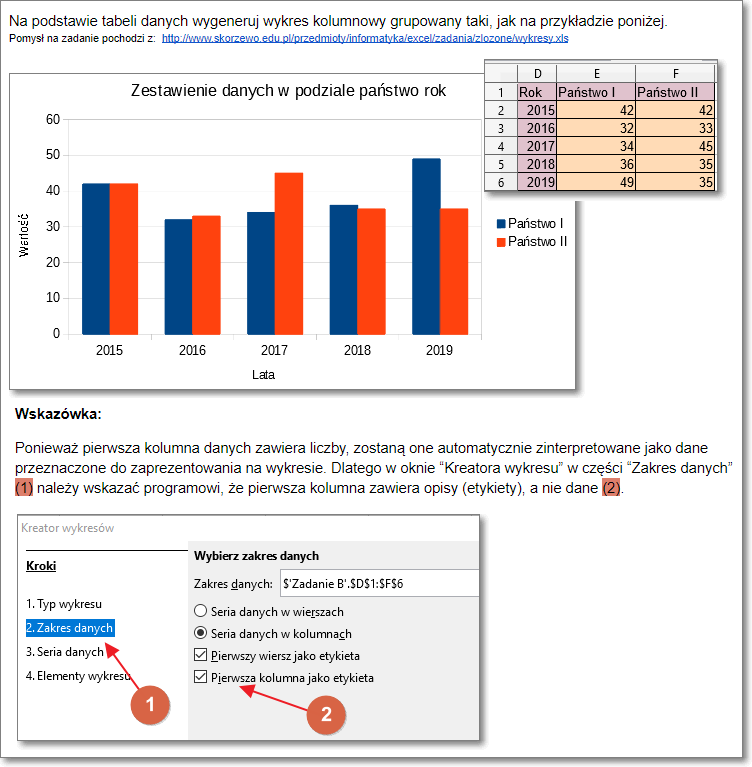 Na podstawie tabeli danych wygeneruj wykres kolumnowy grupowany taki, jak na przykładzie poniżej.
Pomysł na zadanie pochodzi z: http://www.skorzewo.edu.pl/przedmioty/informatyka/excel/zadania/zlozone/wykresy.xls
Zestawienie danych w podziale państwo rok
60
50
40
30
20
10
0
Wartość
2015 2016 2017 2018 2019
Lata
Państwo I
Państwo II
D E F
1 Rok Państwo I Państwo II
2 2015 42 42
3 2016 32 33
4 2017 34 45
5 2018 36 35
6 2019 49 35
Wskazówka:
Ponieważ pierwsza kolumna danych zawiera liczby, zostaną one automatycznie zinterpretowane jako dane
przeznaczone do zaprezentowania na wykresie. Dlatego w oknie “Kreatora wykresu” w części “Zakres danych”
(1) należy wskazać programowi, że pierwsza kolumna zawiera opisy (etykiety), a nie dane (2).
Kreator wykresów
Kroki
1. Typ wykresu
2. Zakres danych
3. Seria danych
4. Elementy wykresu
1
Wybierz zakres danych
Zakres danych: $'Zadanie B'.$D$1:$F$6
Seria danych w wierszach
Seria danych w kolumnach
Pierwszy wiersz jako etykieta
Pierwsza kolumna jako etykieta
2